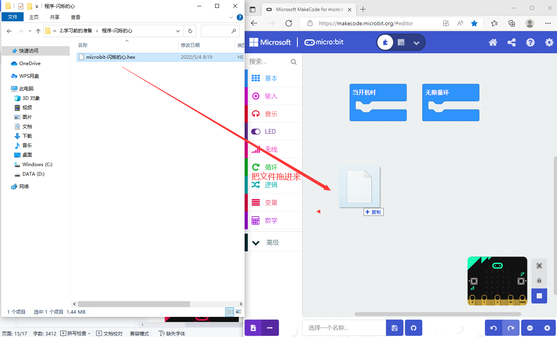 程序-闪烁的心
文件 主页 共享 查看
« 2.学习前的准备 › 程序-闪烁的心
名称 修改日期
快速访问
microbit-闪烁的心.hex 2022/5/4 9:19
OneDrive
WPS网盘
此电脑
3D 对象
视频
图片
文档
下载
音乐
桌面
Windows (C:)
DATA (D:)
网络
1 个项目 选中 1 个项目 1.44 MB
页面: 15/17 字数: 3412 拼写检查 文档校对 兼容模式 缺失字体
Microsoft MakeCode for micro:bit
https://makecode.microbit.org/#editor
Microsoft micro:bit
搜索...
基本
输入
音乐
LED
无线
循环
逻辑
变量
数学
高级
当开机时
无限循环
把文件拖进来
+ 复制
选择一个名称...